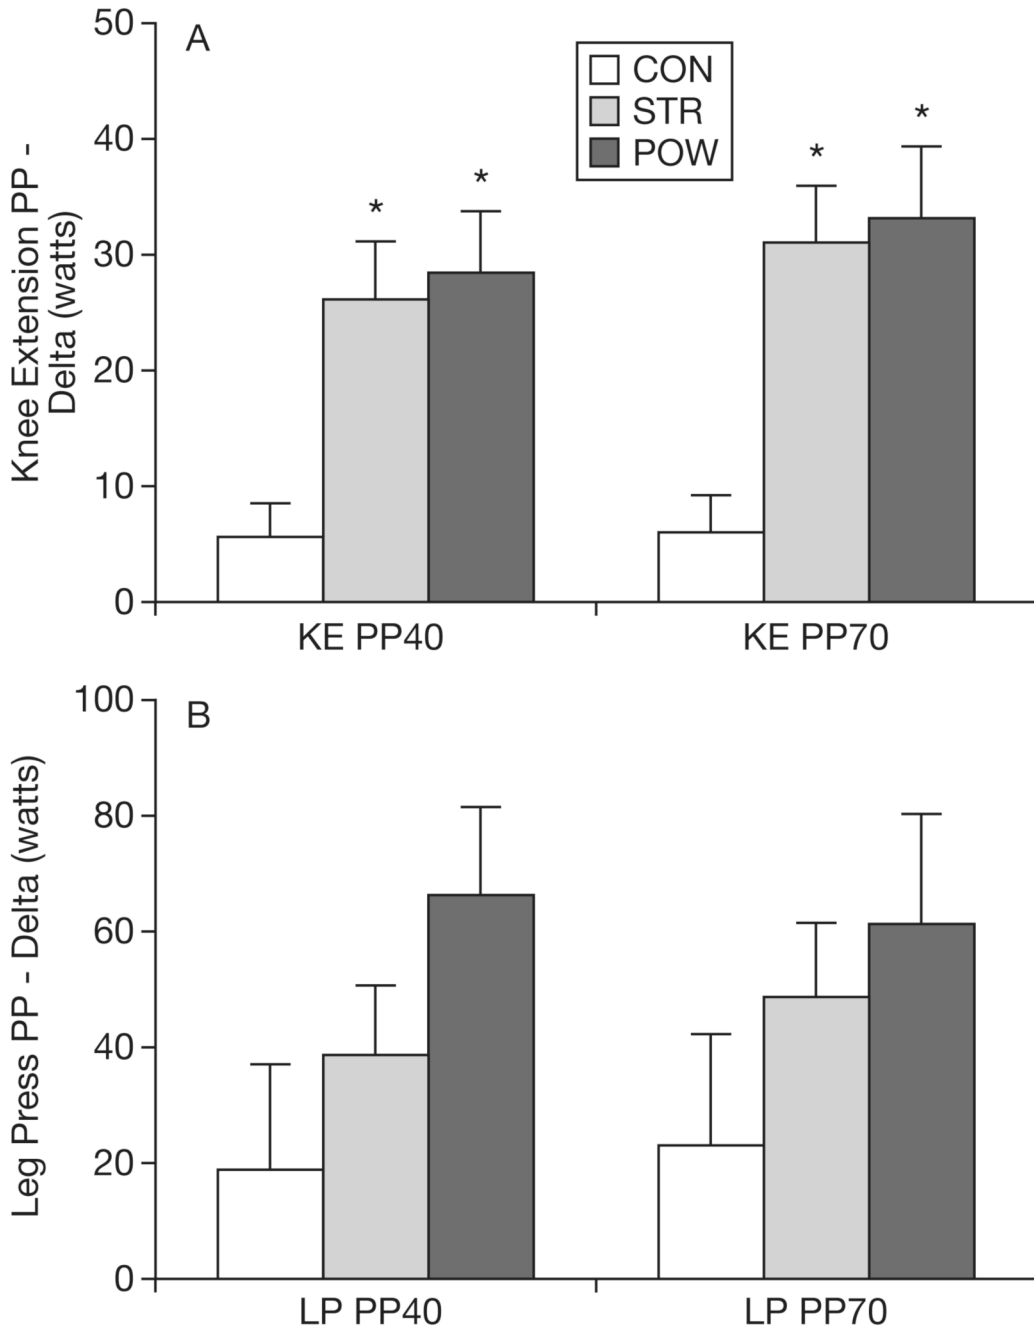 A
50
40
30
20
10
0
Knee Extension PP -
Delta (watts)
CON
STR
POW
*
*
*
*
KE PP40
KE PP70
B
100
80
60
40
20
0
Leg Press PP - Delta (watts)
LP PP40
LP PP70